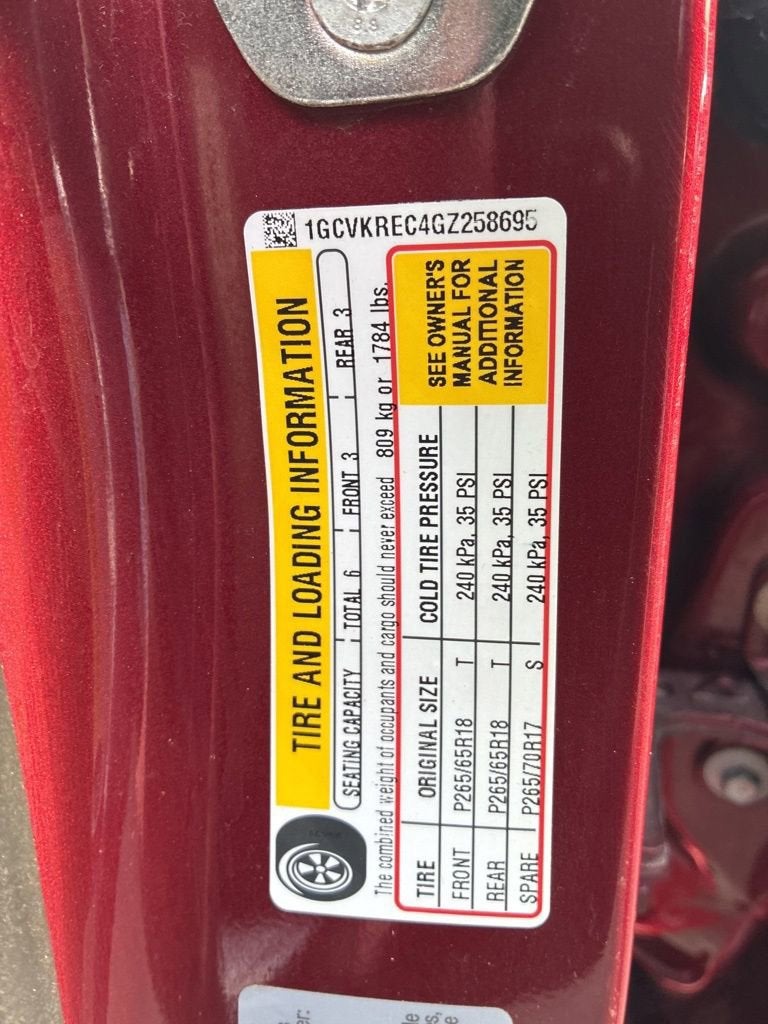 8.8
1GCVKREC4GZ258695
TIRE AND LOADING INFORMATION
SEATING CAPACITY TOTAL 6 FRONT 3 REAR 3
The combined weight of occupants and cargo should never exceed 809 kg or 1784 lbs.
TIRE ORIGINAL SIZE COLD TIRE PRESSURE
FRONT P265/65R18 T 240 kPa, 35 PSI
REAR P265/65R18 T 240 kPa, 35 PSI
SPARE P265/70R17 S 240 kPa, 35 PSI
SEE OWNER'S
MANUAL FOR
ADDITIONAL
INFORMATION